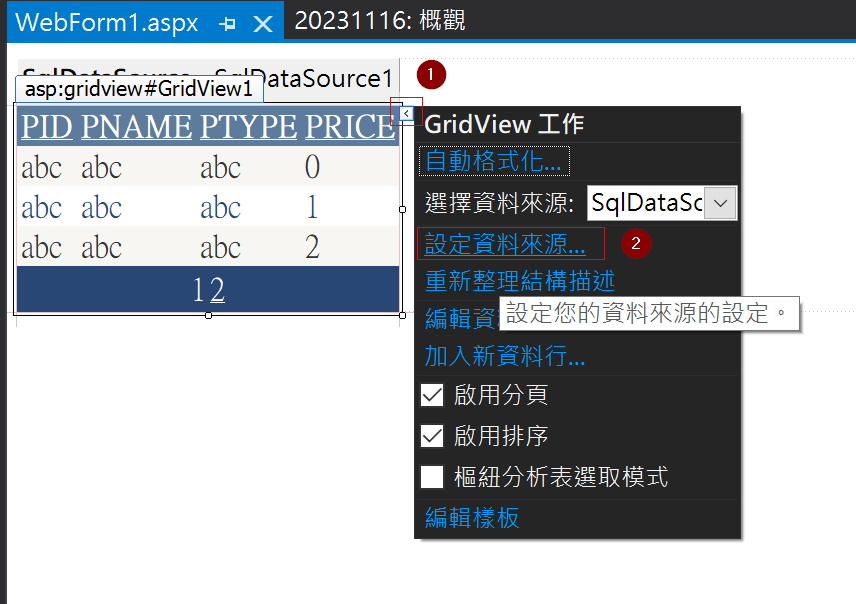 WebForm1.aspx
20231116: 概觀
SqlDataSource - SqlDataSource1
asp:gridview#GridView1
1
PID PNAME PTYPE PRICE
abc abc abc 0
abc abc abc 1
abc abc abc 2
1 2
GridView 工作
自動格式化...
選擇資料來源: SqlDataSc
設定資料來源...
2
重新整理結構描述
編輯資
設定您的資料來源的設定。
加入新資料行...
啟用分頁
啟用排序
樞紐分析表選取模式
編輯樣板